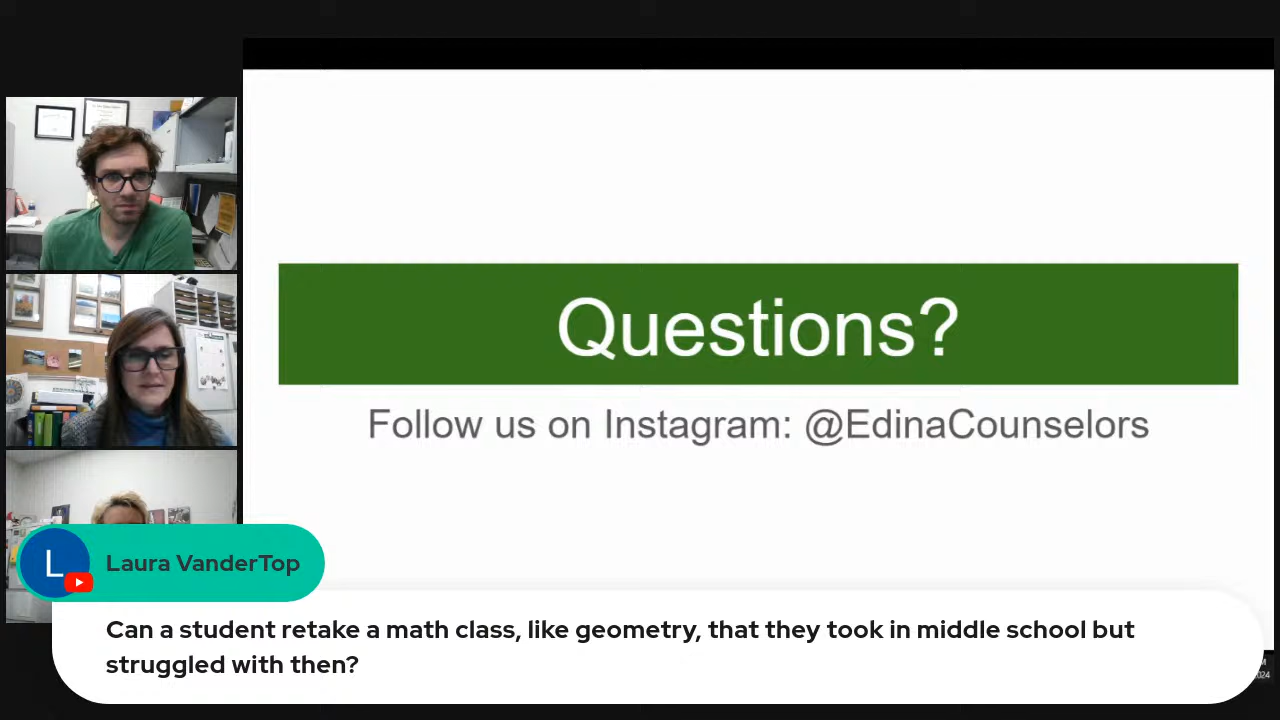 Questions?
Follow us on Instagram: @EdinaCounselors
L
Laura VanderTop
Can a student retake a math class, like geometry, that they took in middle school but
struggled with then?